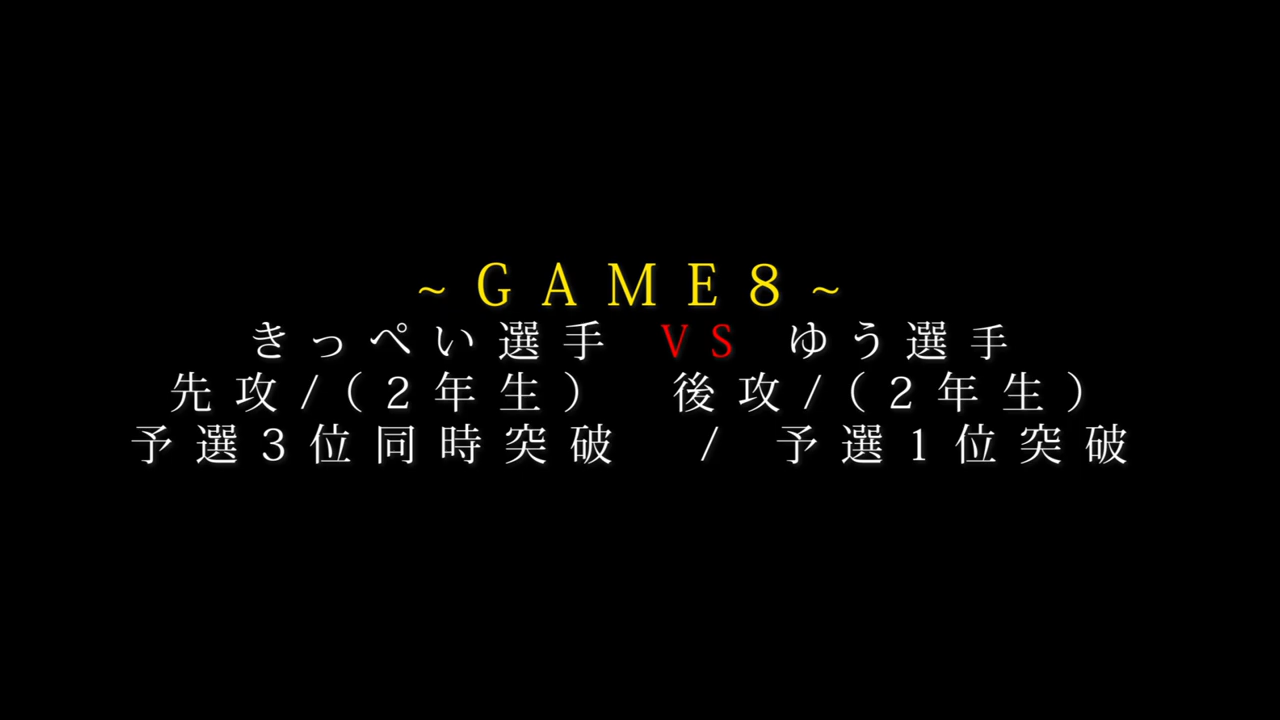 ~GAME8~
きっぺい選手 VS ゆう選手
先攻/(2年生) 後攻/(2年生)
予選3位同時突破 / 予選1位突破